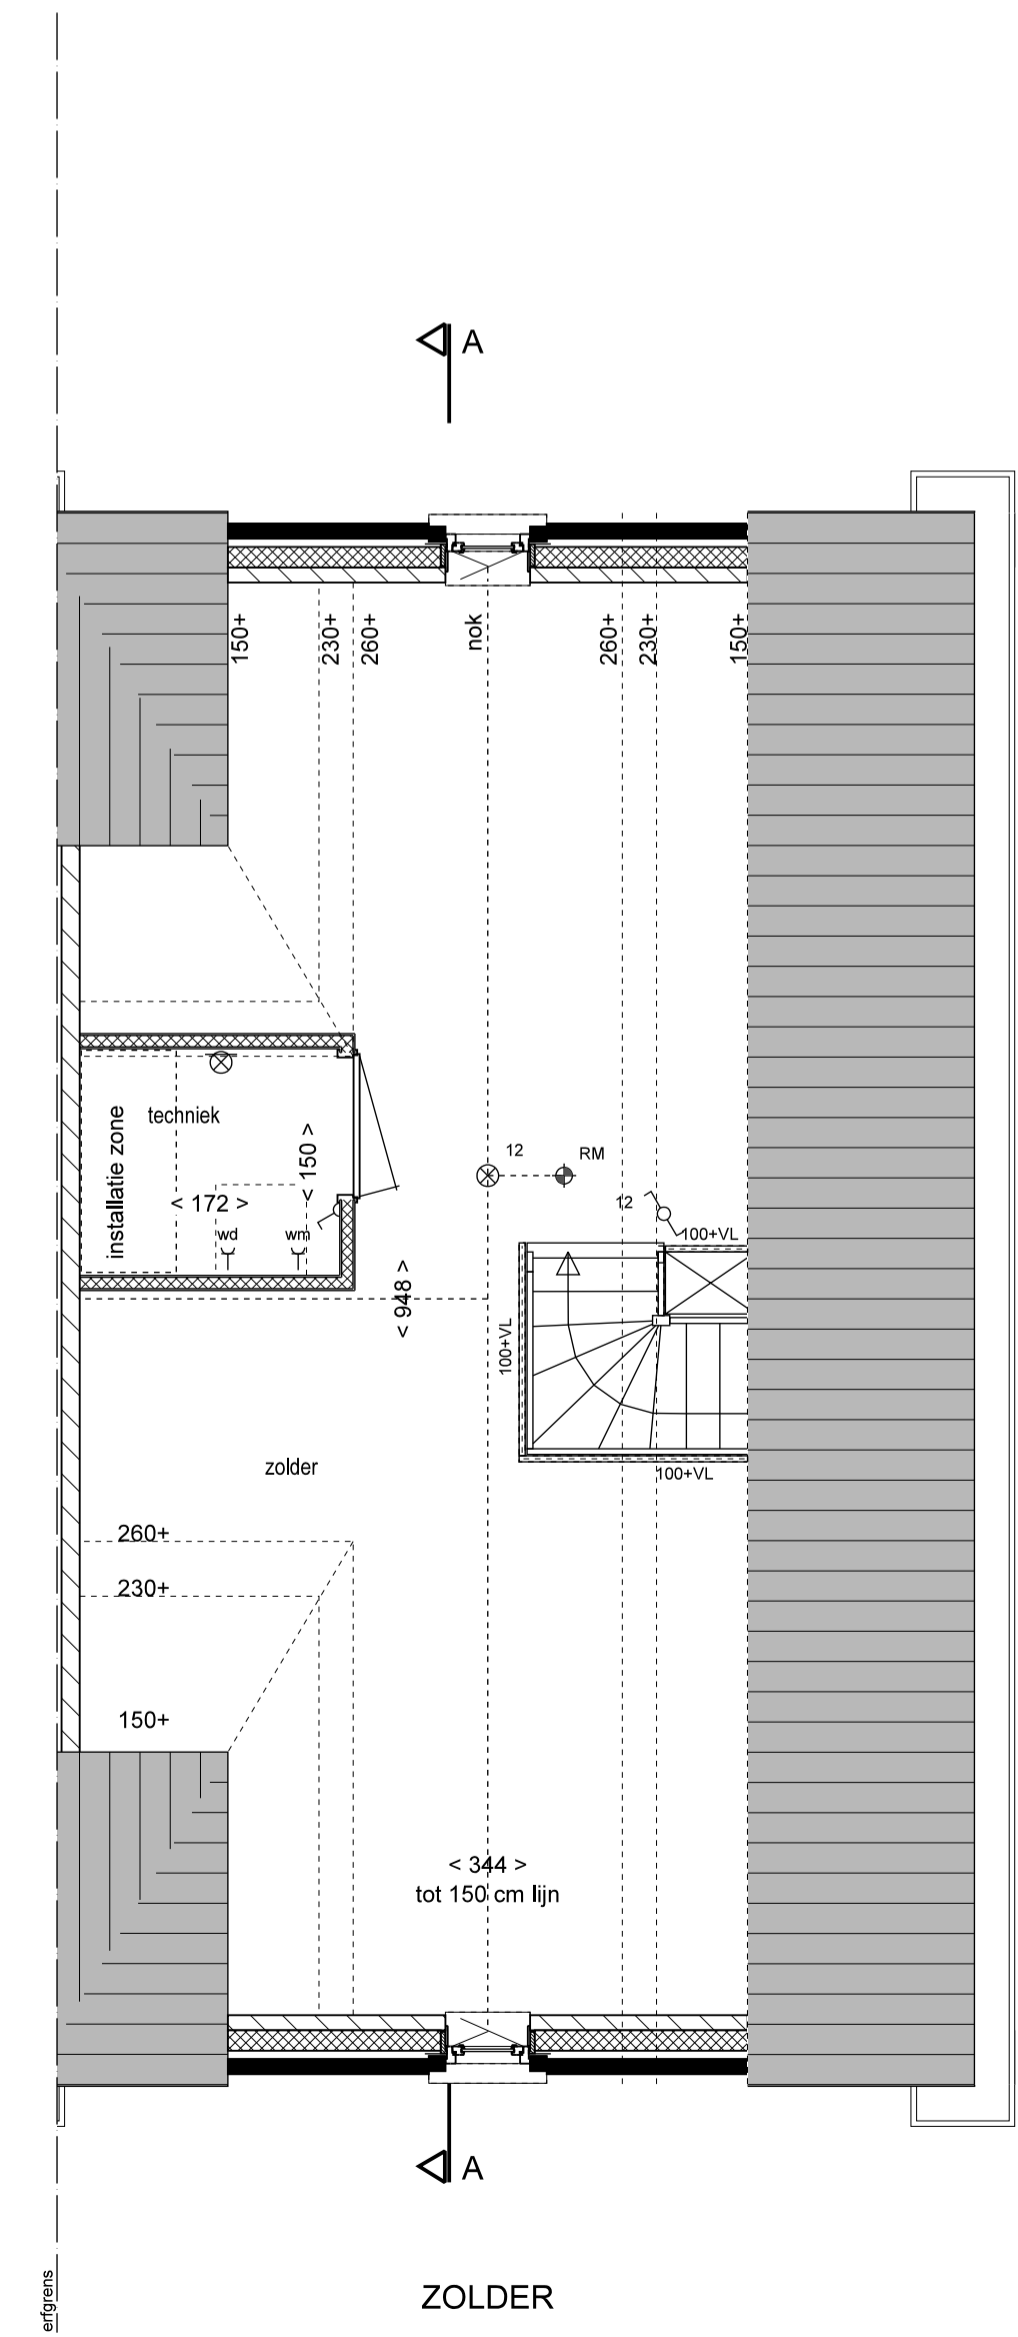 A
150+
230+
260+
nok
260+
230+
150+
techniek
installatie zone
< 150 >
< 172 >
wd
wm
12
RM
12
100+VL
< 948 >
100+VL
zolder
100+VL
260+
230+
150+
< 344 >
tot 150 cm lijn
A
erfgrens
ZOLDER